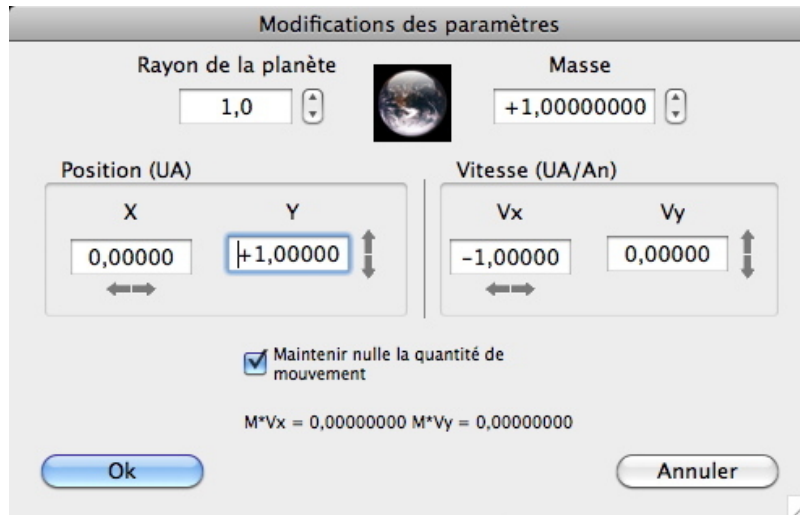 Modifications des paramètres
Rayon de la planète
Masse
1,0
+1,00000000
Position (UA)
Vitesse (UA/An)
X
Y
Vx
Vy
0,00000
+1,00000
-1,00000
0,00000
Maintenir nulle la quantité de
mouvement
M*Vx = 0,00000000 M*Vy = 0,00000000
Ok
Annuler